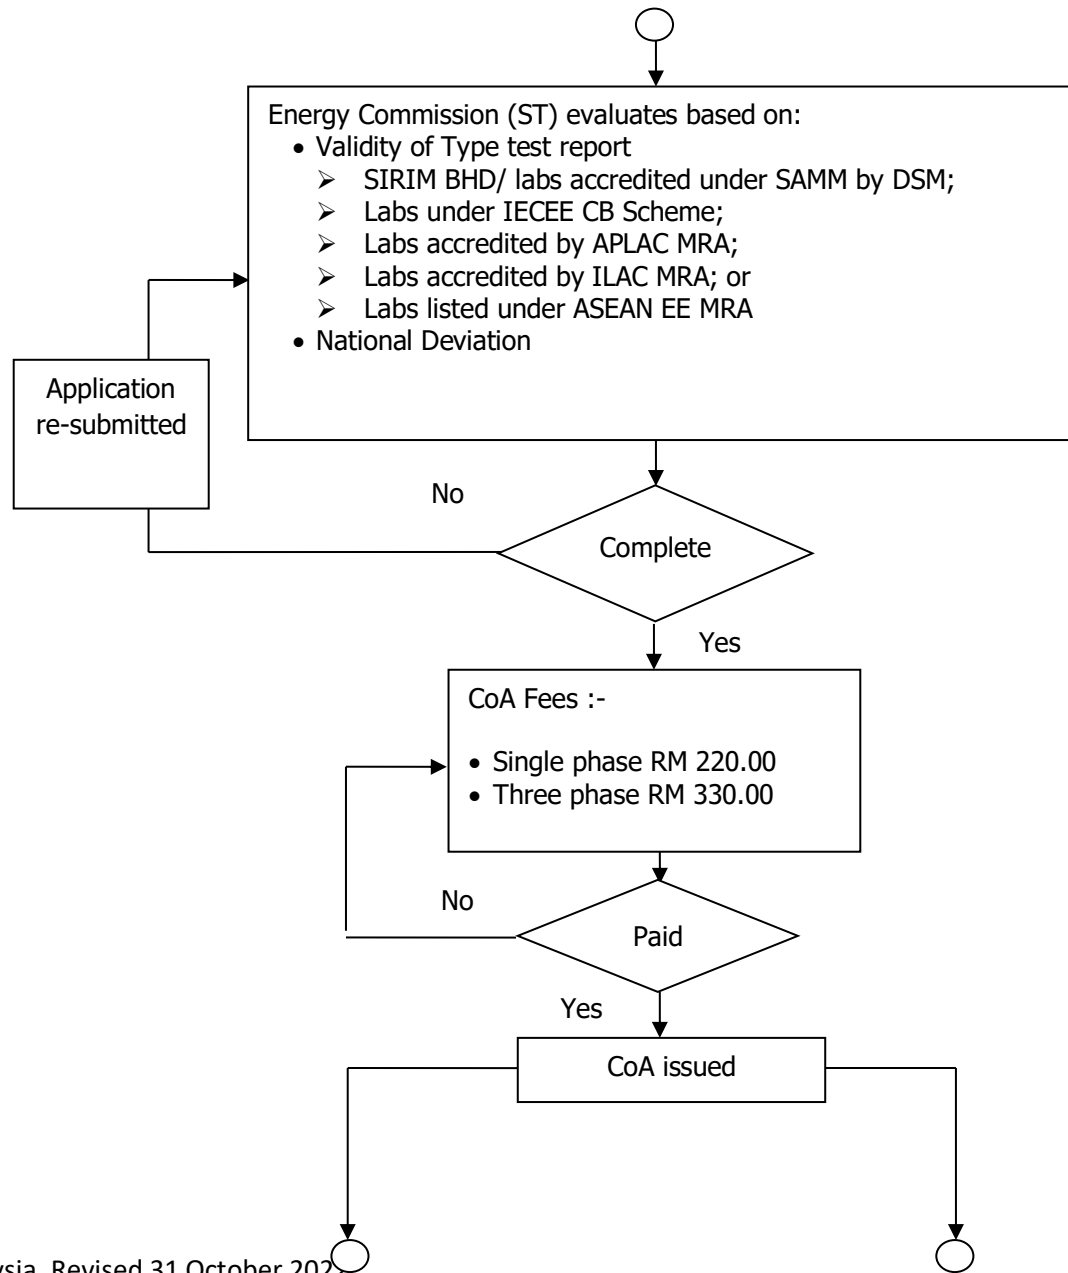 Energy Commission (ST) evaluates based on:
• Validity of Type test report
➢ SIRIM BHD/ labs accredited under SAMM by DSM;
➢ Labs under IECEE CB Scheme;
➢ Labs accredited by APLAC MRA;
➢ Labs accredited by ILAC MRA; or
➢ Labs listed under ASEAN EE MRA
• National Deviation
Application
re-submitted
No
Complete
Yes
CoA Fees :-
• Single phase RM 220.00
• Three phase RM 330.00
No
Paid
Yes
CoA issued
Revised 31 October